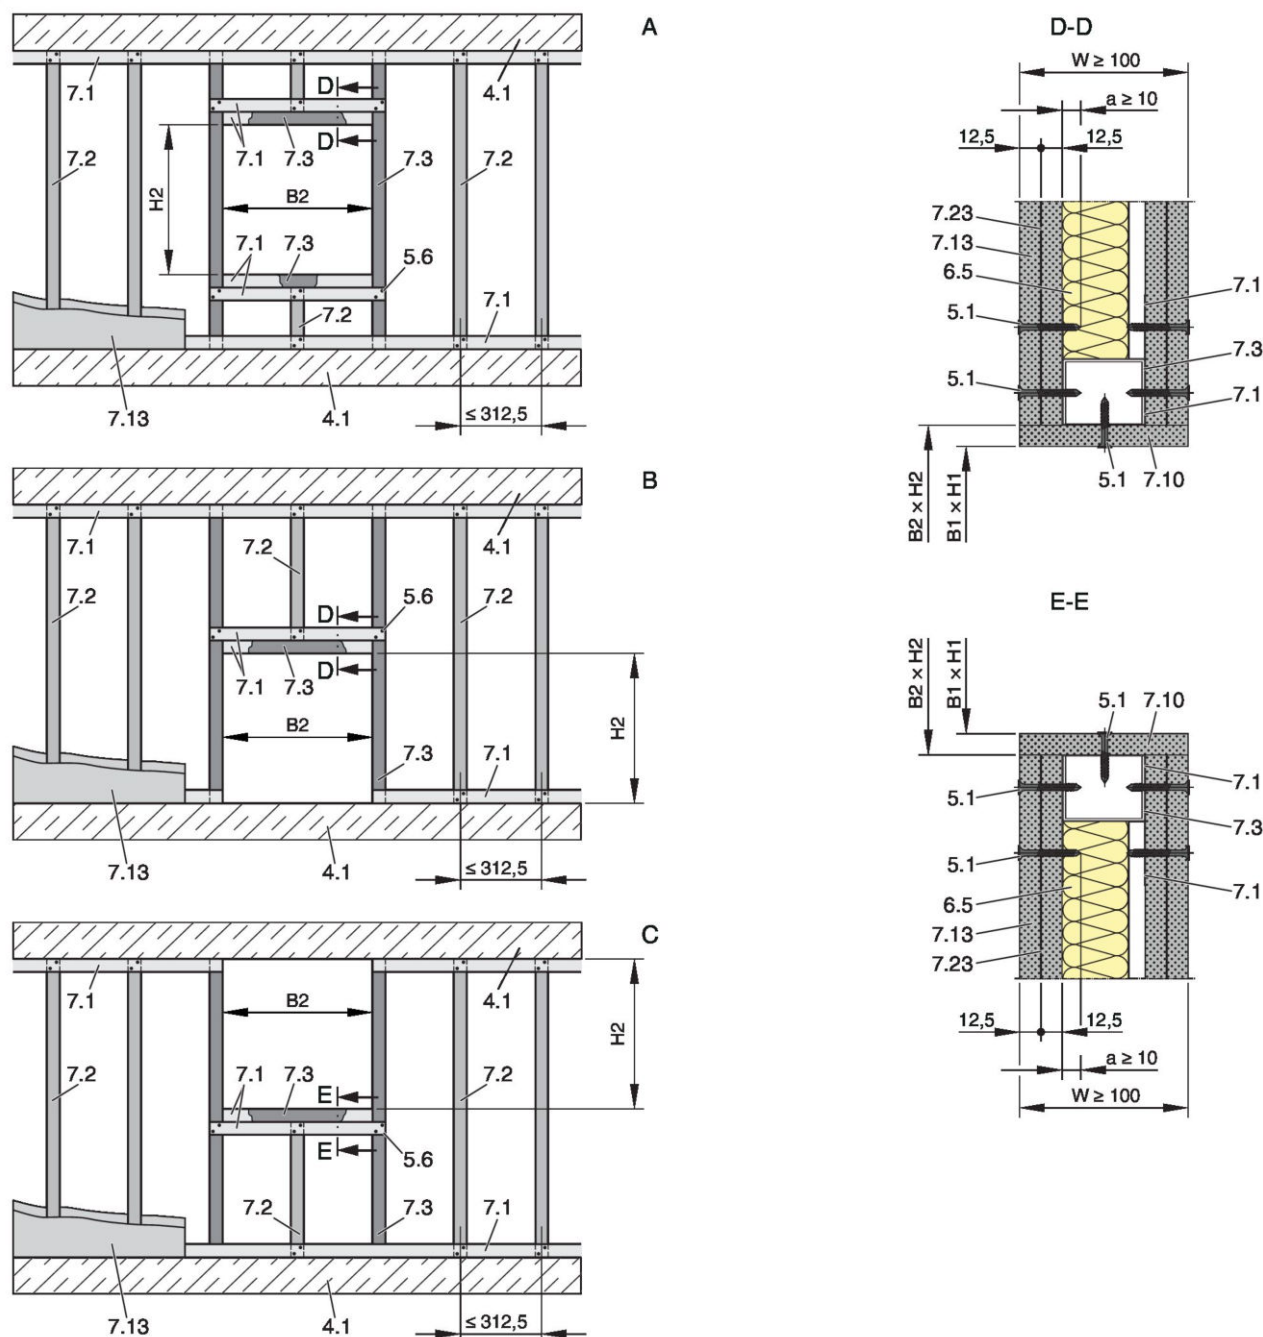 A
7.1
4.1
D
7.2
7.1
7.3
D
7.3
7.2
H2
B2
7.1
7.3
5.6
7.2
7.1
7.13
4.1
≤ 312,5
B
7.1
7.2
4.1
7.2
D
5.6
7.2
7.1
7.3
D
B2
H2
7.3
7.1
7.13
4.1
≤ 312,5
C
7.1
B2
4.1
H2
7.2
7.1
7.3
E
7.2
E
5.6
7.2
7.3
7.1
7.13
4.1
≤ 312,5
D-D
W ≥ 100
a ≥ 10
12,5
12,5
7.23
7.13
6.5
7.1
5.1
7.3
5.1
7.1
5.1
7.10
B2 × H2
B1 × H1
E-E
B2 × H2
B1 × H1
5.1
7.10
7.1
5.1
7.3
5.1
7.1
6.5
7.13
7.23
12,5
12,5
a ≥ 10
W ≥ 100